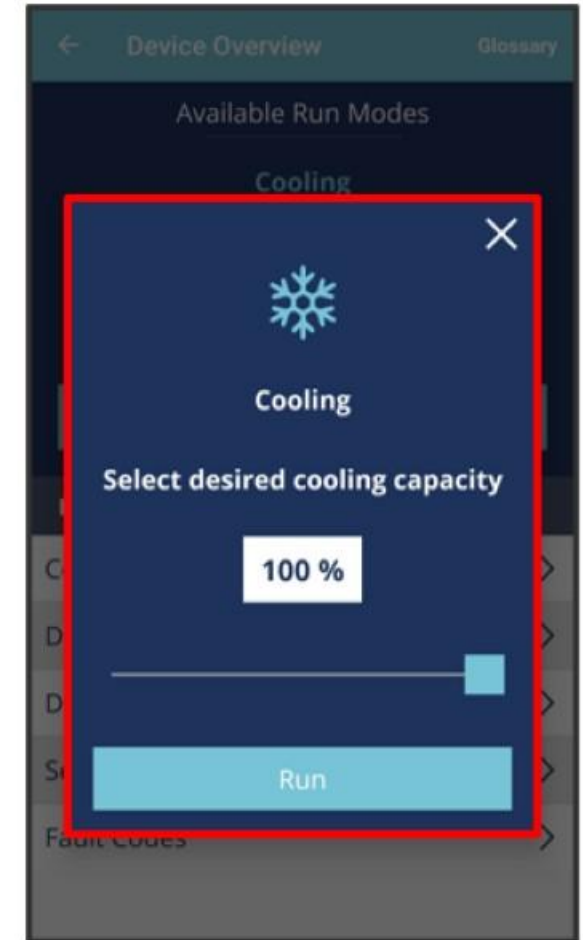 Device Overview
Glossary
Available Run Modes
Cooling
Cooling
Select desired cooling capacity
100 %
Run
Fault Codes